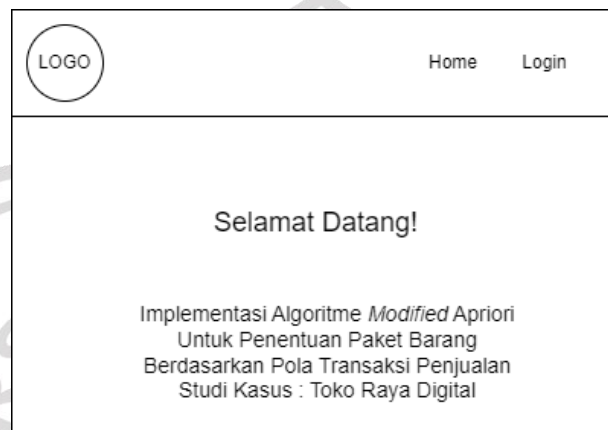 LOGO Home Login
Selamat Datang!
Implementasi Algoritme Modified Apriori
Untuk Penentuan Paket Barang
Berdasarkan Pola Transaksi Penjualan
Studi Kasus : Toko Raya Digital